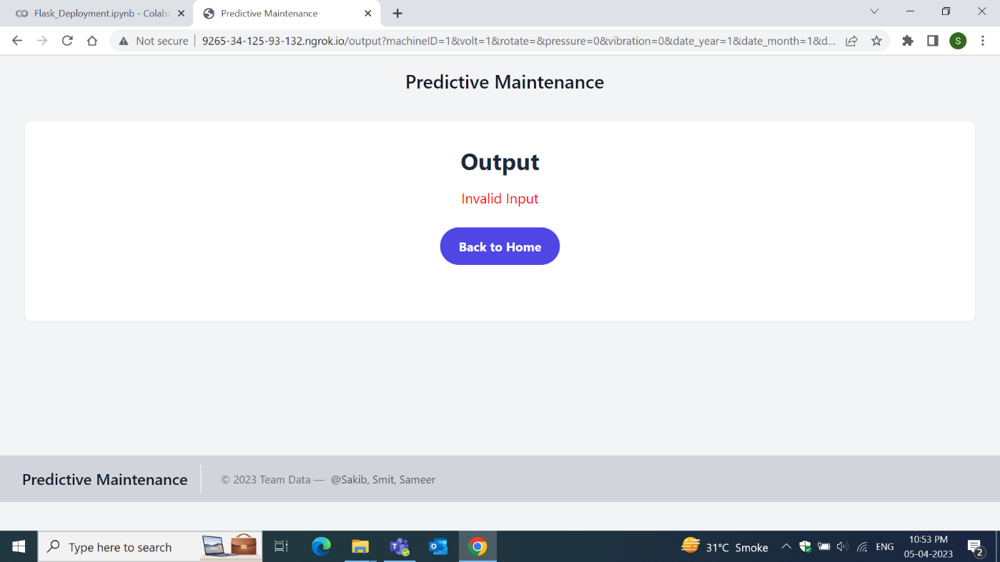 Flask_Deployment.ipynb - Colab
Predictive Maintenance
Not secure
9265-34-125-93-132.ngrok.io/output?machineID=1&volt=1&rotate=&pressure=0&vibration=0&date_year=1&date_month=1&d...
S
Predictive Maintenance
Output
Invalid Input
Back to Home
Predictive Maintenance
© 2023 Team Data — @Sakib, Smit, Sameer
Type here to search
31°C Smoke
ENG
10:53 PM
05-04-2023
2